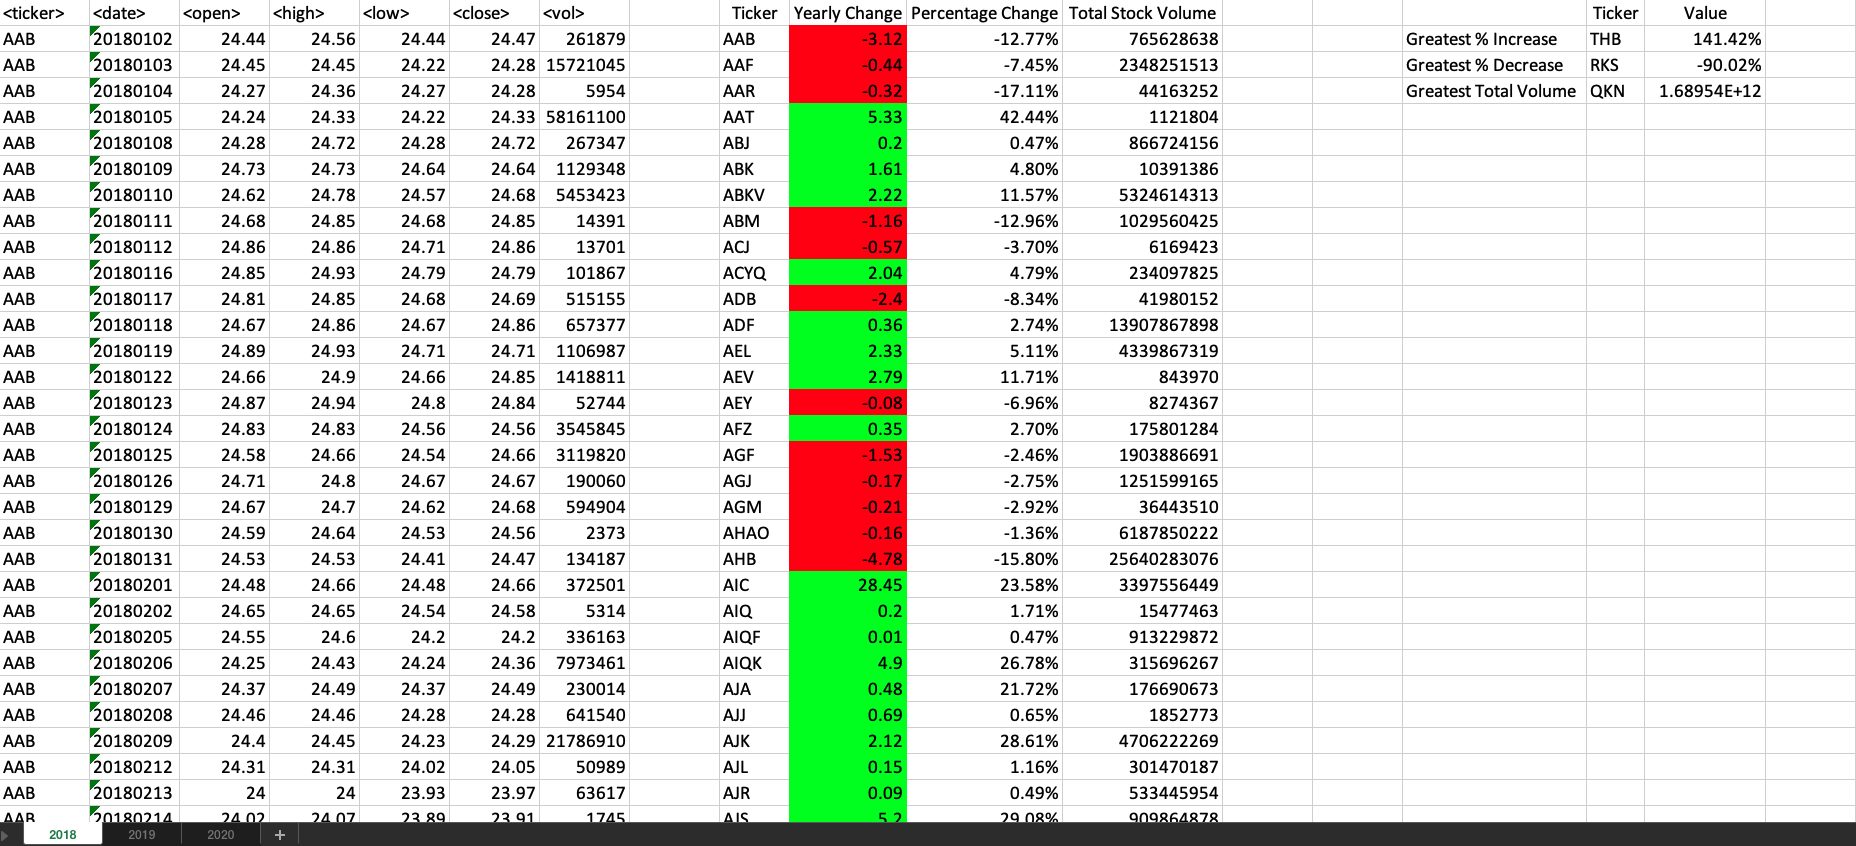 <ticker> <date> <open> <high> <low> <close> <vol> Ticker Yearly Change Percentage Change Total Stock Volume Ticker Value
AAB 20180102 24.44 24.56 24.44 24.47 261879 AAB -3.12 -12.77% 765628638 Greatest % Increase THB 141.42%
AAB 20180103 24.45 24.45 24.22 24.28 15721045 AAF -0.44 -7.45% 2348251513 Greatest % Decrease RKS -90.02%
AAB 20180104 24.27 24.36 24.27 24.28 5954 AAR -0.32 -17.11% 44163252 Greatest Total Volume QKN 1.68954E+12
AAB 20180105 24.24 24.33 24.22 24.33 58161100 AAT 5.33 42.44% 1121804
AAB 20180108 24.28 24.72 24.28 24.72 267347 ABJ 0.2 0.47% 866724156
AAB 20180109 24.73 24.73 24.64 24.64 1129348 ABK 1.61 4.80% 10391386
AAB 20180110 24.62 24.78 24.57 24.68 5453423 ABKV 2.22 11.57% 5324614313
AAB 20180111 24.68 24.85 24.68 24.85 14391 ABM -1.16 -12.96% 1029560425
AAB 20180112 24.86 24.86 24.71 24.86 13701 ACJ -0.57 -3.70% 6169423
AAB 20180116 24.85 24.93 24.79 24.79 101867 ACYQ 2.04 4.79% 234097825
AAB 20180117 24.81 24.85 24.68 24.69 515155 ADB -2.4 -8.34% 41980152
AAB 20180118 24.67 24.86 24.67 24.86 657377 ADF 0.36 2.74% 13907867898
AAB 20180119 24.89 24.93 24.71 24.71 1106987 AEL 2.33 5.11% 4339867319
AAB 20180122 24.66 24.9 24.66 24.85 1418811 AEV 2.79 11.71% 843970
AAB 20180123 24.87 24.94 24.8 24.84 52744 AEY -0.08 -6.96% 8274367
AAB 20180124 24.83 24.83 24.56 24.56 3545845 AFZ 0.35 2.70% 175801284
AAB 20180125 24.58 24.66 24.54 24.66 3119820 AGF -1.53 -2.46% 1903886691
AAB 20180126 24.71 24.8 24.67 24.67 190060 AGJ -0.17 -2.75% 1251599165
AAB 20180129 24.67 24.7 24.62 24.68 594904 AGM -0.21 -2.92% 36443510
AAB 20180130 24.59 24.64 24.53 24.56 2373 AHAO -0.16 -1.36% 6187850222
AAB 20180131 24.53 24.53 24.41 24.47 134187 AHB -4.78 -15.80% 25640283076
AAB 20180201 24.48 24.66 24.48 24.66 372501 AIC 28.45 23.58% 3397556449
AAB 20180202 24.65 24.65 24.54 24.58 5314 AIQ 0.2 1.71% 15477463
AAB 20180205 24.55 24.6 24.2 24.2 336163 AIQF 0.01 0.47% 913229872
AAB 20180206 24.25 24.43 24.24 24.36 7973461 AIQK 4.9 26.78% 315696267
AAB 20180207 24.37 24.49 24.37 24.49 230014 AJA 0.48 21.72% 176690673
AAB 20180208 24.46 24.46 24.28 24.28 641540 AJJ 0.69 0.65% 1852773
AAB 20180209 24.4 24.45 24.23 24.29 21786910 AJK 2.12 28.61% 4706222269
AAB 20180212 24.31 24.31 24.02 24.05 50989 AJL 0.15 1.16% 301470187
AAB 20180213 24 24 23.93 23.97 63617 AJR 0.09 0.49% 533445954
AAB 20180214 24.02 24.07 23.89 23.91 1745 AJS 5.2 29.08% 909864878
2018 2019 2020 +